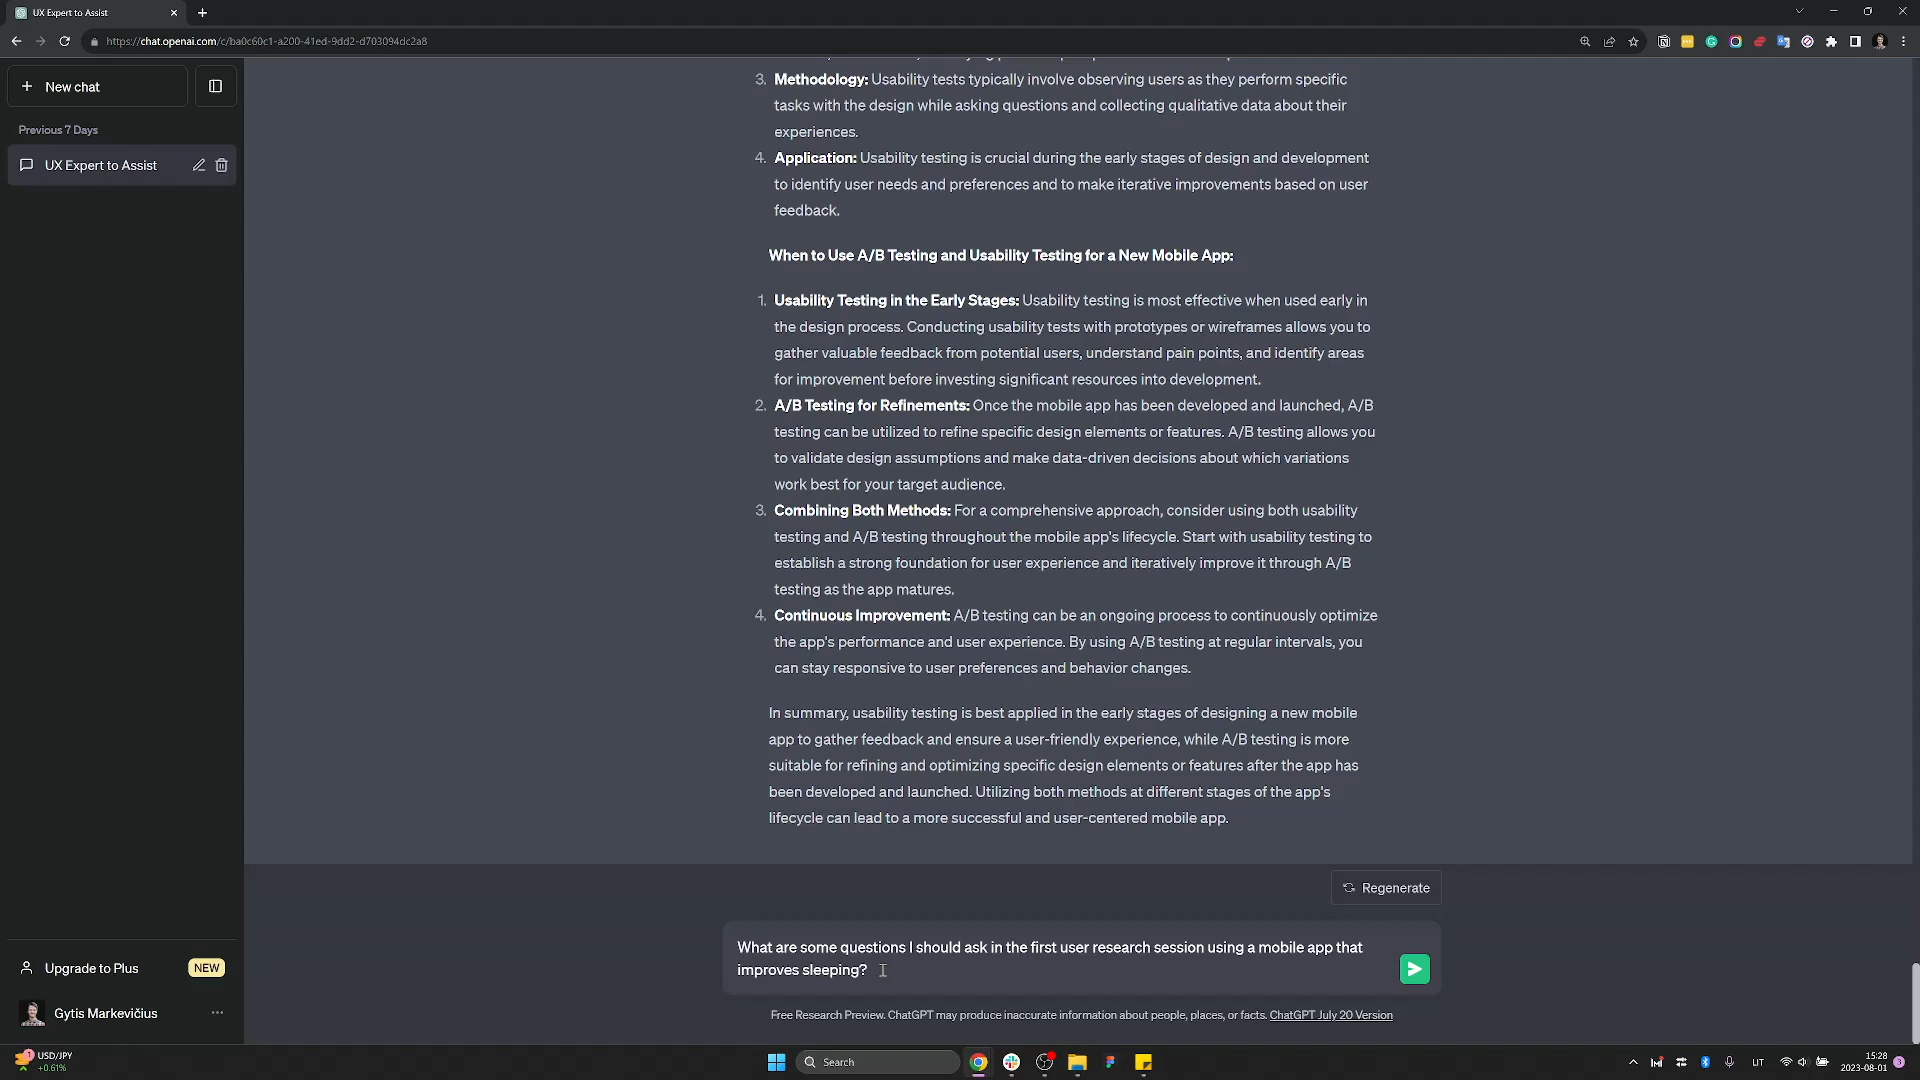 UX Expert to Assist
https://chat.openai.com/c/ba0c60c1-a200-41ed-9dd2-d703094dc2a8
New chat
Previous 7 Days
UX Expert to Assist
3. Methodology: Usability tests typically involve observing users as they perform specific
tasks with the design while asking questions and collecting qualitative data about their
experiences.
4. Application: Usability testing is crucial during the early stages of design and development
to identify user needs and preferences and to make iterative improvements based on user
feedback.
When to Use A/B Testing and Usability Testing for a New Mobile App:
1. Usability Testing in the Early Stages: Usability testing is most effective when used early in
the design process. Conducting usability tests with prototypes or wireframes allows you to
gather valuable feedback from potential users, understand pain points, and identify areas
for improvement before investing significant resources into development.
2. A/B Testing for Refinements: Once the mobile app has been developed and launched, A/B
testing can be utilized to refine specific design elements or features. A/B testing allows you
to validate design assumptions and make data-driven decisions about which variations
work best for your target audience.
3. Combining Both Methods: For a comprehensive approach, consider using both usability
testing and A/B testing throughout the mobile app's lifecycle. Start with usability testing to
establish a strong foundation for user experience and iteratively improve it through A/B
testing as the app matures.
4. Continuous Improvement: A/B testing can be an ongoing process to continuously optimize
the app's performance and user experience. By using A/B testing at regular intervals, you
can stay responsive to user preferences and behavior changes.
In summary, usability testing is best applied in the early stages of designing a new mobile
app to gather feedback and ensure a user-friendly experience, while A/B testing is more
suitable for refining and optimizing specific design elements or features after the app has
been developed and launched. Utilizing both methods at different stages of the app's
lifecycle can lead to a more successful and user-centered mobile app.
Regenerate
What are some questions I should ask in the first user research session using a mobile app that
improves sleeping?
Upgrade to Plus NEW
Gytis Markevičius
Free Research Preview. ChatGPT may produce inaccurate information about people, places, or facts. ChatGPT July 20 Version
1
USD/JPY
+0.61%
Search
LIT
15:28
2023-08-01
3